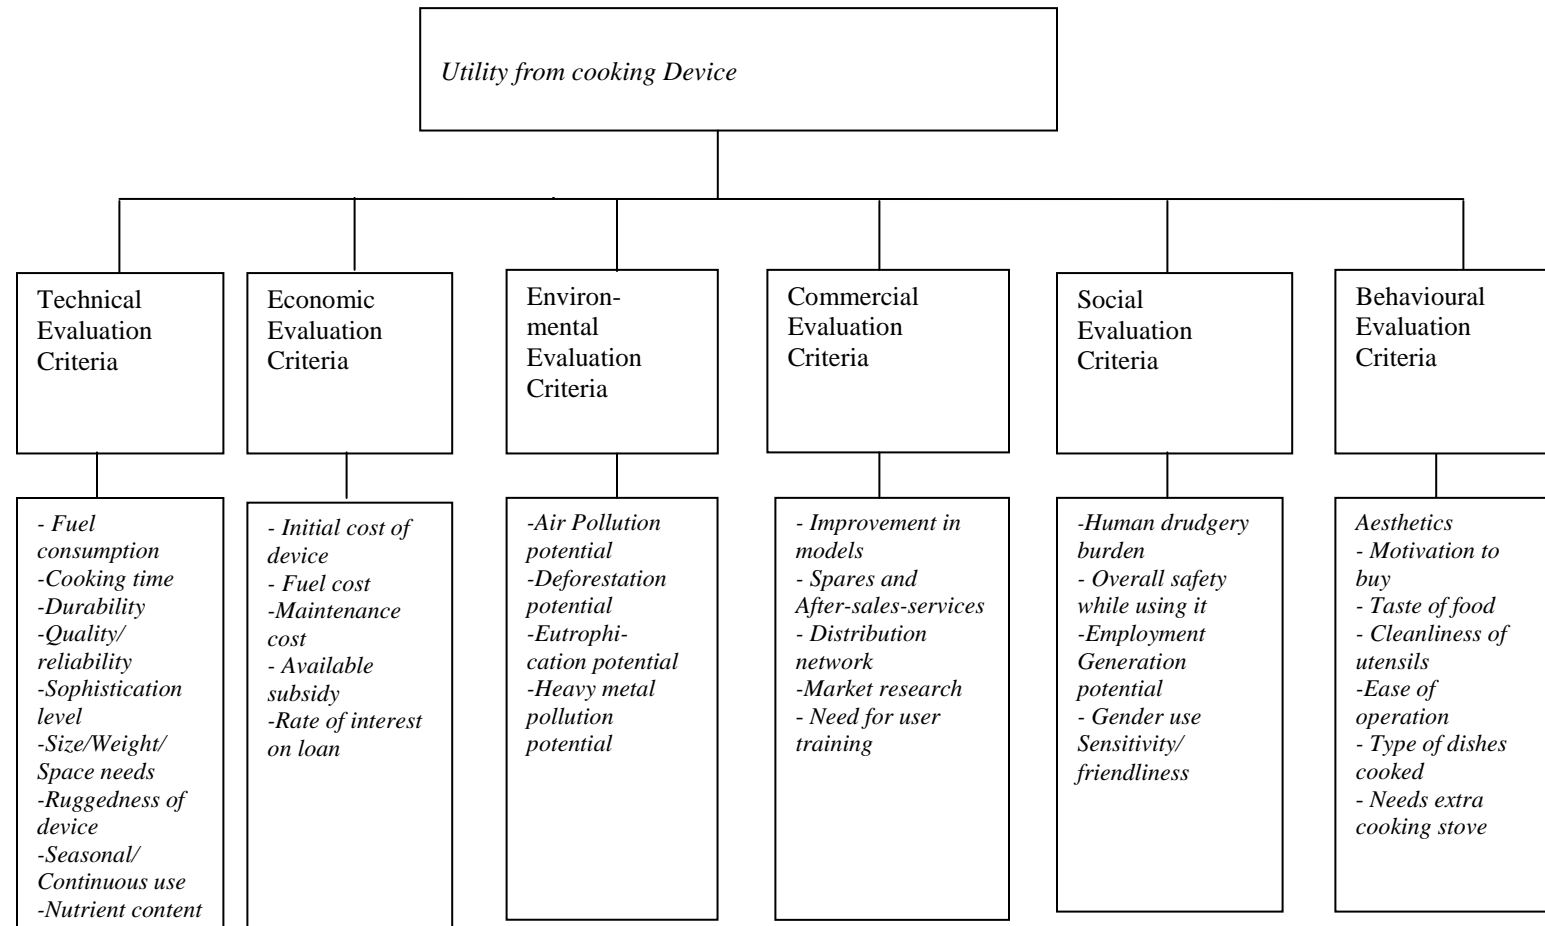 Utility from cooking Device
Technical
Evaluation
Criteria
Economic
Evaluation
Criteria
Environ-
mental
Evaluation
Criteria
Commercial
Evaluation
Criteria
Social
Evaluation
Criteria
Behavioural
Evaluation
Criteria
- Fuel
consumption
-Cooking time
-Durability
-Quality/
reliability
-Sophistication
level
-Size/Weight/
Space needs
-Ruggedness of
device
-Seasonal/
Continuous use
-Nutrient content
- Initial cost of
device
- Fuel cost
-Maintenance
cost
- Available
subsidy
-Rate of interest
on loan
-Air Pollution
potential
-Deforestation
potential
-Eutrophi-
cation potential
-Heavy metal
pollution
potential
- Improvement in
models
- Spares and
After-sales-services
- Distribution
network
-Market research
- Need for user
training
-Human drudgery
burden
- Overall safety
while using it
-Employment
Generation
potential
- Gender use
Sensitivity/
friendliness
Aesthetics
- Motivation to
buy
- Taste of food
- Cleanliness of
utensils
-Ease of
operation
- Type of dishes
cooked
- Needs extra
cooking stove